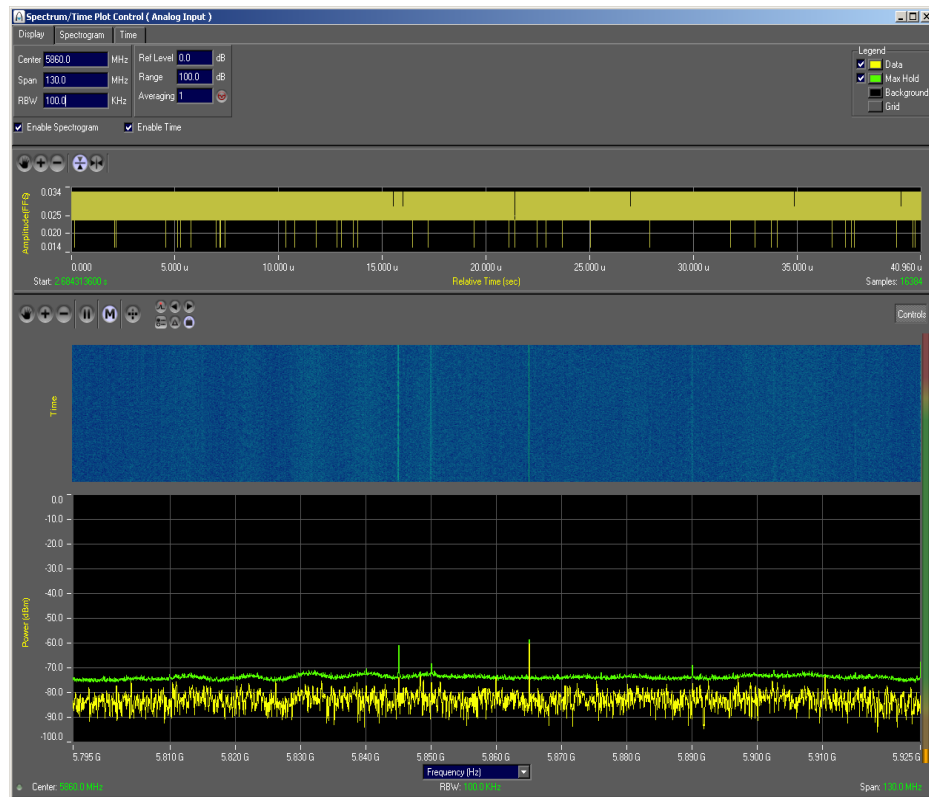 Spectrum/Time Plot Control ( Analog Input )
Display Spectrogram Time
Center 5860.0 MHz Ref Level 0.0 dB
Span 130.0 MHz Range 100.0 dB
RBW 100.0 KHz Averaging 1
Legend
Data
Max Hold
Background
Grid
Enable Spectrogram Enable Time
Amplitude(FFS)
0.034
0.025
0.020
0.014
0.000 5.000 u 10.000 u 15.000 u 20.000 u 25.000 u 30.000 u 35.000 u 40.960 u
Start: 2.684313600 s Relative Time (sec) Samples: 16384
M
Controls
Time
Power (dBm)
0.0
-10.0
-20.0
-30.0
-40.0
-50.0
-60.0
-70.0
-80.0
-90.0
-100.0
5.795 G 5.810 G 5.820 G 5.830 G 5.840 G 5.850 G 5.860 G 5.870 G 5.880 G 5.890 G 5.900 G 5.910 G 5.925 G
Frequency (Hz)
Center: 5860.0 MHz RBW: 100.0 KHz Span: 130.0 MHz